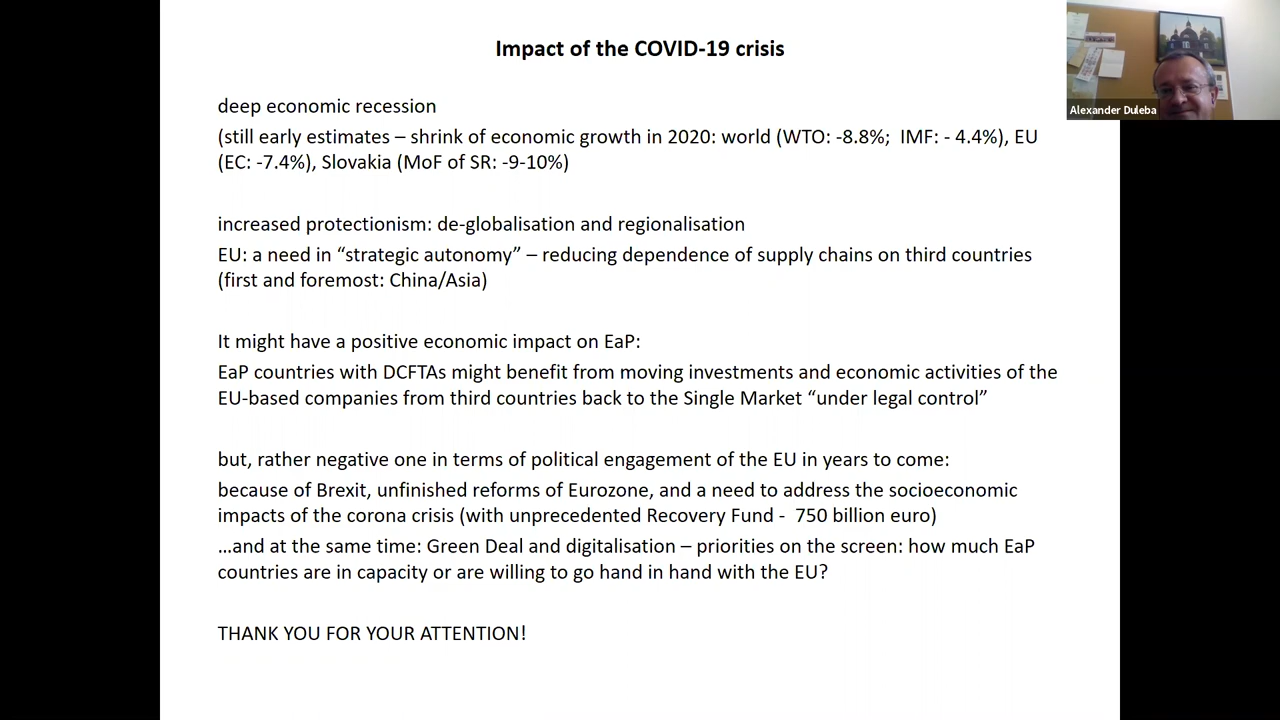 Impact of the COVID-19 crisis
Alexander Duleba
deep economic recession
(still early estimates – shrink of economic growth in 2020: world (WTO: -8.8%;  IMF: - 4.4%), EU
(EC: -7.4%), Slovakia (MoF of SR: -9-10%)
increased protectionism: de-globalisation and regionalisation
EU: a need in “strategic autonomy” – reducing dependence of supply chains on third countries
(first and foremost: China/Asia)
It might have a positive economic impact on EaP:
EaP countries with DCFTAs might benefit from moving investments and economic activities of the
EU-based companies from third countries back to the Single Market “under legal control”
but, rather negative one in terms of political engagement of the EU in years to come:
because of Brexit, unfinished reforms of Eurozone, and a need to address the socioeconomic
impacts of the corona crisis (with unprecedented Recovery Fund -  750 billion euro)
…and at the same time: Green Deal and digitalisation – priorities on the screen: how much EaP
countries are in capacity or are willing to go hand in hand with the EU?
THANK YOU FOR YOUR ATTENTION!